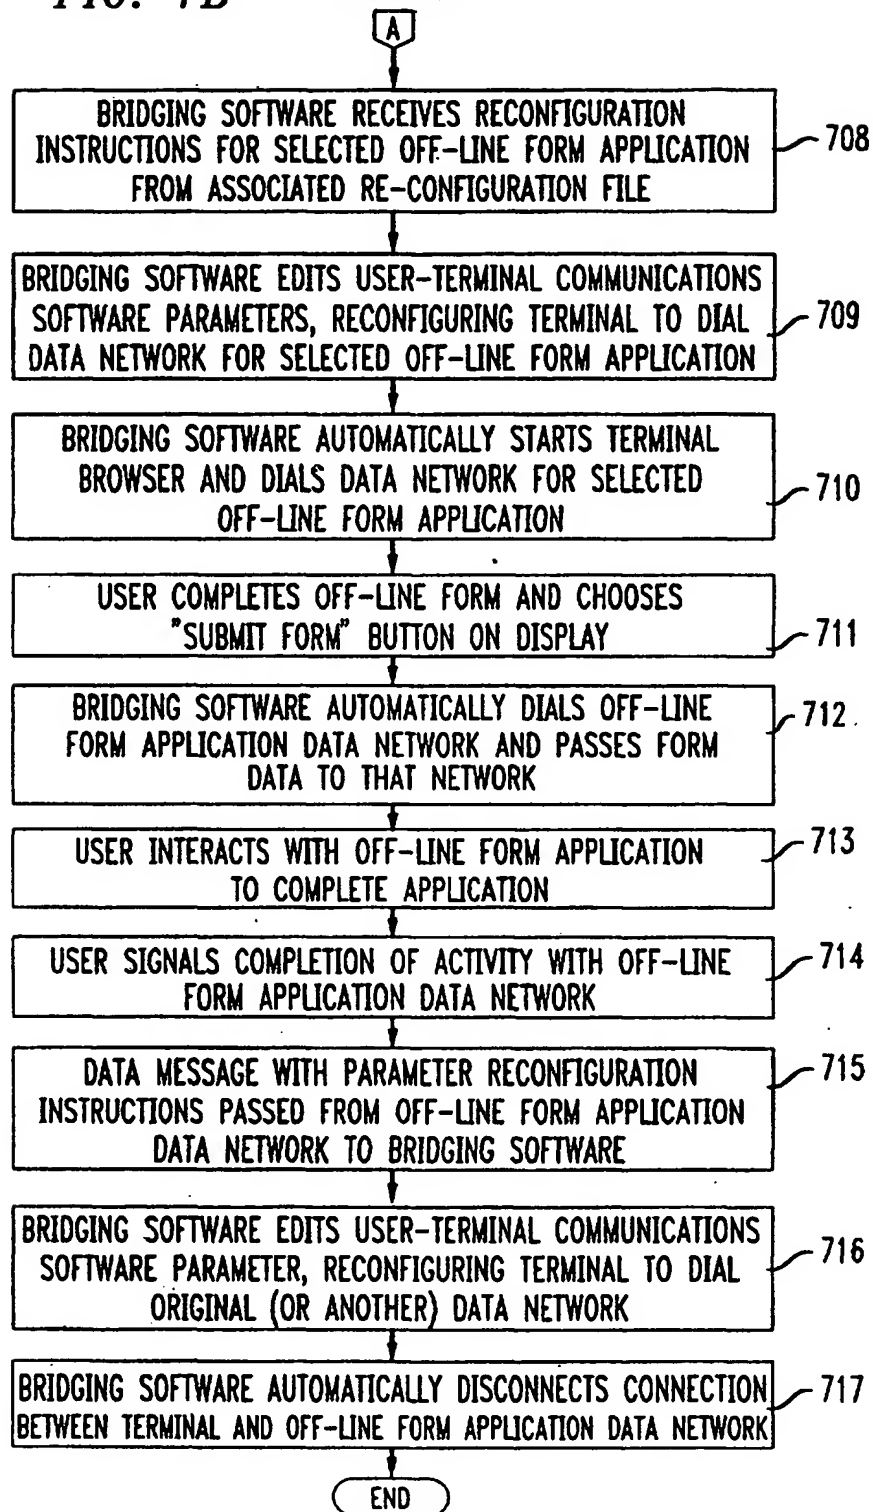 FIG. 7B
A
BRIDGING SOFTWARE RECEIVES RECONFIGURATION
INSTRUCTIONS FOR SELECTED OFF-LINE FORM APPLICATION
FROM ASSOCIATED RE-CONFIGURATION FILE
708
BRIDGING SOFTWARE EDITS USER-TERMINAL COMMUNICATIONS
SOFTWARE PARAMETERS, RECONFIGURING TERMINAL TO DIAL
DATA NETWORK FOR SELECTED OFF-LINE FORM APPLICATION
709
BRIDGING SOFTWARE AUTOMATICALLY STARTS TERMINAL
BROWSER AND DIALS DATA NETWORK FOR SELECTED
OFF-LINE FORM APPLICATION
710
USER COMPLETES OFF-LINE FORM AND CHOOSES
"SUBMIT FORM" BUTTON ON DISPLAY
711
BRIDGING SOFTWARE AUTOMATICALLY DIALS OFF-LINE
FORM APPLICATION DATA NETWORK AND PASSES FORM
DATA TO THAT NETWORK
712
USER INTERACTS WITH OFF-LINE FORM APPLICATION
TO COMPLETE APPLICATION
713
USER SIGNALS COMPLETION OF ACTIVITY WITH OFF-LINE
FORM APPLICATION DATA NETWORK
714
DATA MESSAGE WITH PARAMETER RECONFIGURATION
INSTRUCTIONS PASSED FROM OFF-LINE FORM APPLICATION
DATA NETWORK TO BRIDGING SOFTWARE
715
BRIDGING SOFTWARE EDITS USER-TERMINAL COMMUNICATIONS
SOFTWARE PARAMETER, RECONFIGURING TERMINAL TO DIAL
ORIGINAL (OR ANOTHER) DATA NETWORK
716
BRIDGING SOFTWARE AUTOMATICALLY DISCONNECTS CONNECTION
BETWEEN TERMINAL AND OFF-LINE FORM APPLICATION DATA NETWORK
717
END